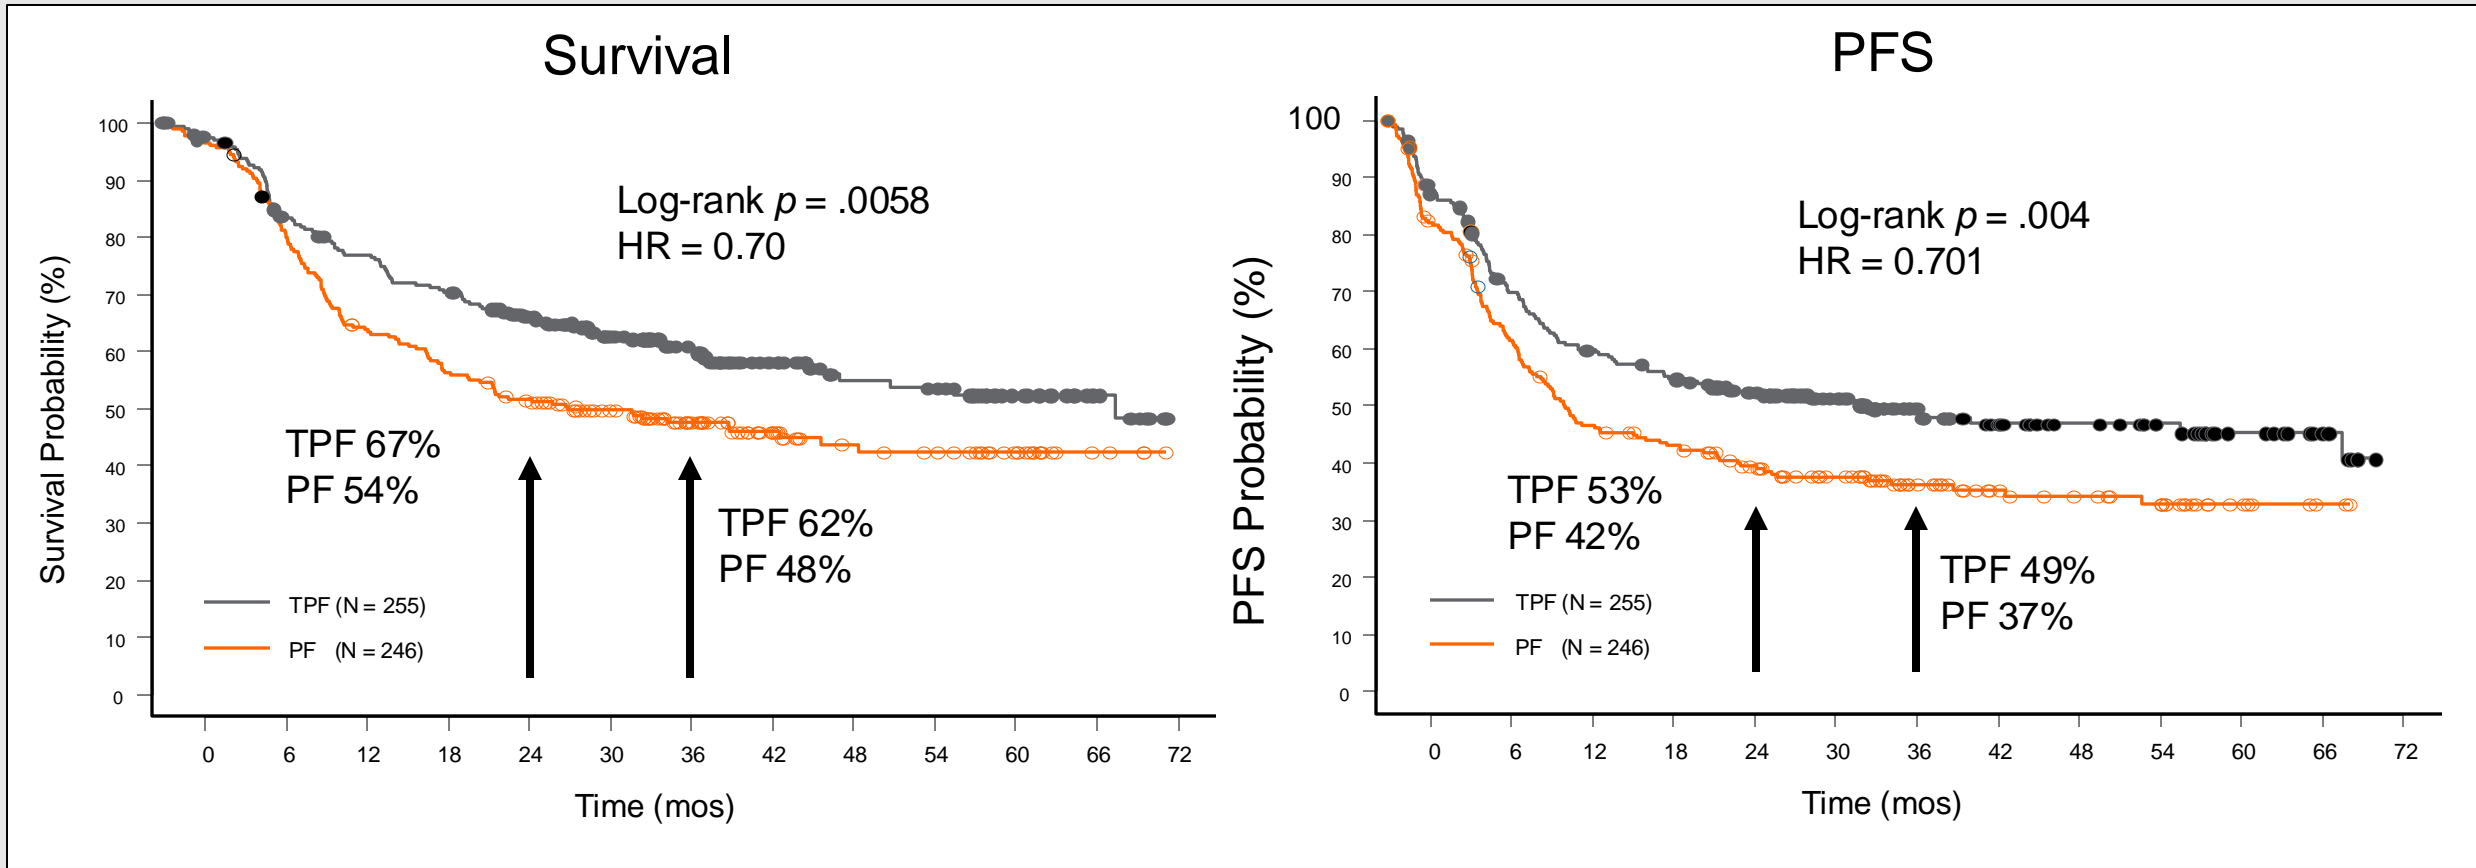 Survival
Survival Probability (%)
100
90
80
70
60
50
40
30
20
10
0
Log-rank p = .0058
HR = 0.70
TPF 67%
PF 54%
TPF 62%
PF 48%
TPF (N = 255)
PF (N = 246)
0 6 12 18 24 30 36 42 48 54 60 66 72
Time (mos)
PFS
PFS Probability (%)
100
90
80
70
60
50
40
30
20
10
0
Log-rank p = .004
HR = 0.701
TPF 53%
PF 42%
TPF 49%
PF 37%
TPF (N = 255)
PF (N = 246)
0 6 12 18 24 30 36 42 48 54 60 66 72
Time (mos)